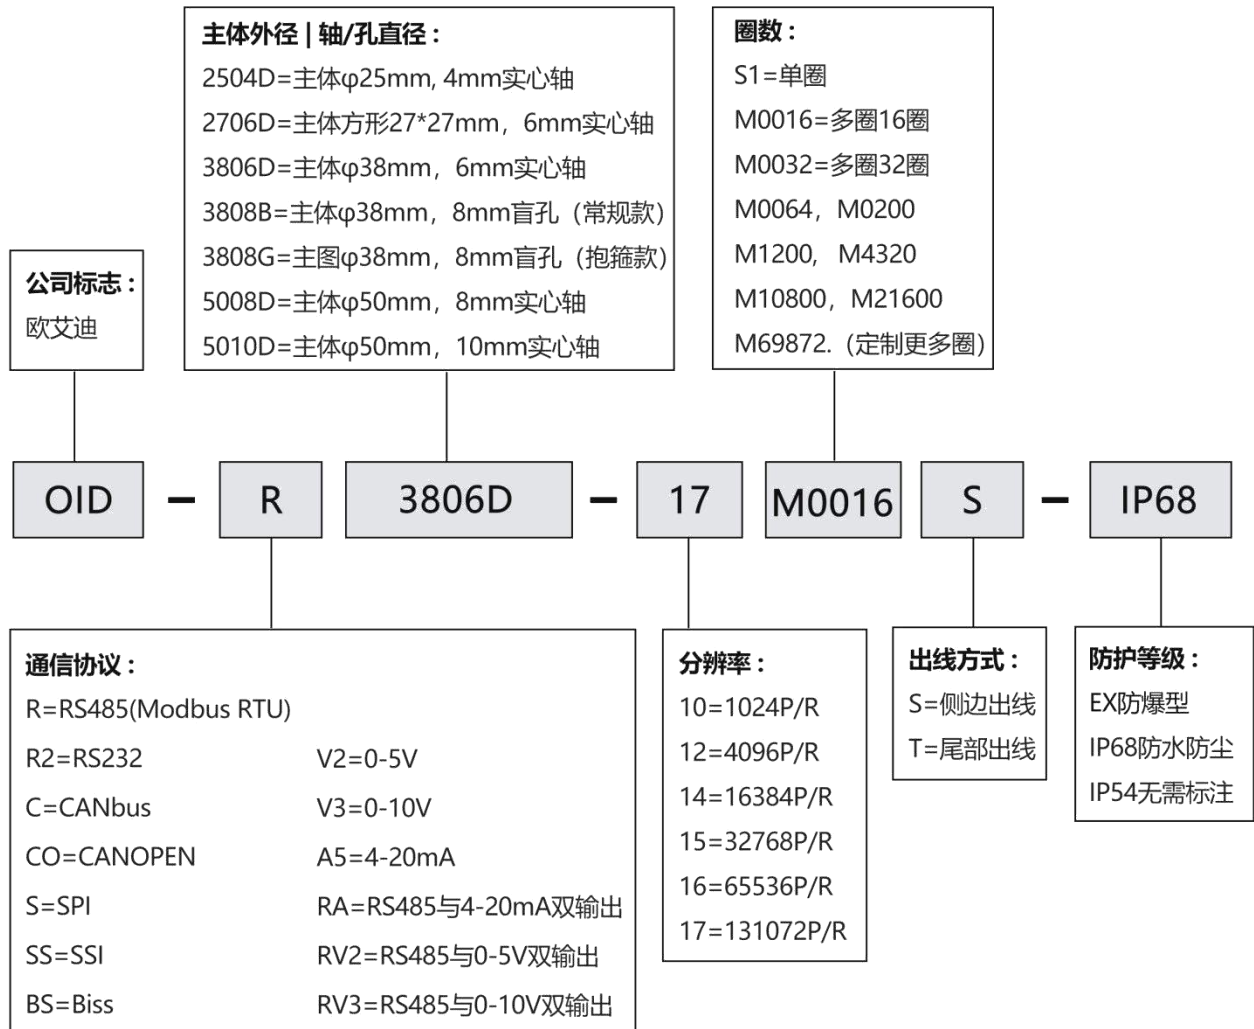 主体外径 | 轴/孔直径：
2504D=主体φ25mm, 4mm实心轴
2706D=主体方形27*27mm，6mm实心轴
3806D=主体φ38mm，6mm实心轴
3808B=主体φ38mm，8mm盲孔（常规款）
3808G=主图φ38mm，8mm盲孔（抱箍款）
5008D=主体φ50mm，8mm实心轴
5010D=主体φ50mm，10mm实心轴
圈数：
S1=单圈
M0016=多圈16圈
M0032=多圈32圈
M0064，M0200
M1200，M4320
M10800，M21600
M69872.（定制更多圈）
公司标志：
欧艾迪
OID – R 3806D – 17 M0016 S – IP68
通信协议：
R=RS485(Modbus RTU)
R2=RS232
C=CANbus
CO=CANOPEN
S=SPI
SS=SSI
BS=Biss
V2=0-5V
V3=0-10V
A5=4-20mA
RA=RS485与4-20mA双输出
RV2=RS485与0-5V双输出
RV3=RS485与0-10V双输出
分辨率：
10=1024P/R
12=4096P/R
14=16384P/R
15=32768P/R
16=65536P/R
17=131072P/R
出线方式：
S=侧边出线
T=尾部出线
防护等级：
EX防爆型
IP68防水防尘
IP54无需标注